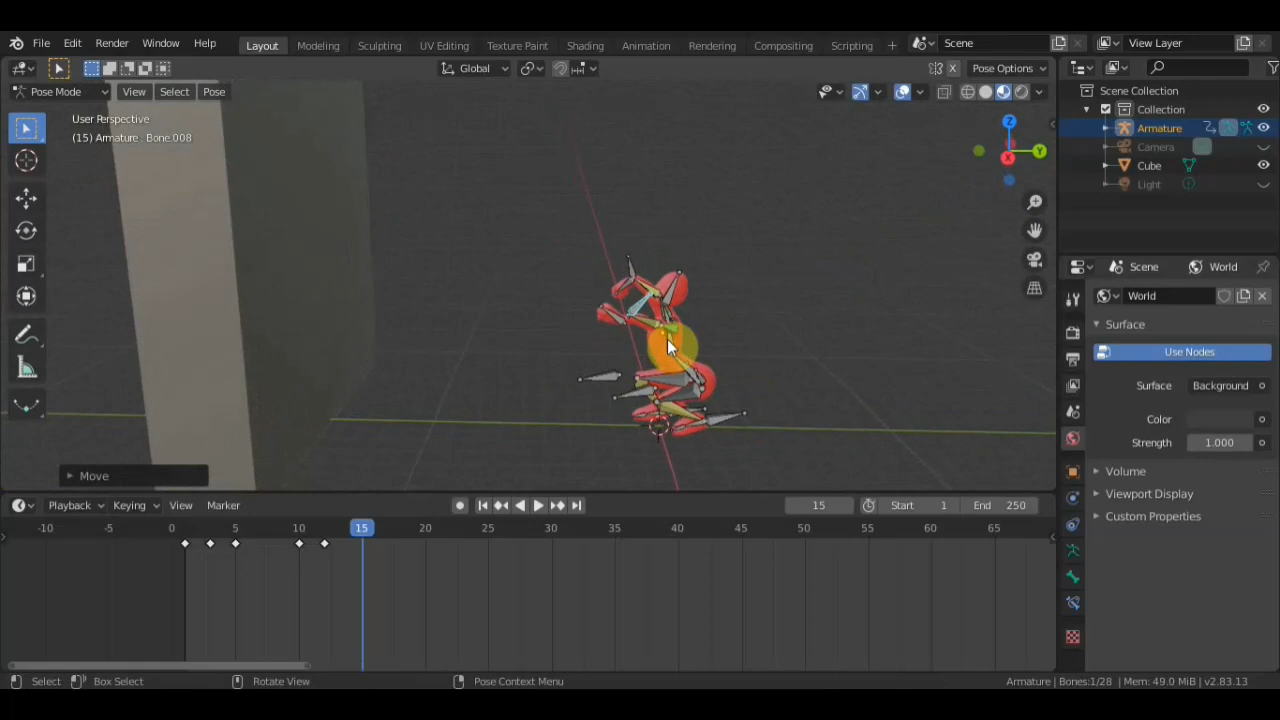 File Edit Render Window Help Layout Modeling Sculpting UV Editing Texture Paint Shading Animation Rendering Compositing Scripting + Scene View Layer
Global Pose Options
Pose Mode View Select Pose
User Perspective
(15) Armature : Bone.008
Z
Y
X
Move
Scene Collection
Collection
Armature
Camera
Cube
Light
Scene World
World
Surface
Use Nodes
Surface Background
Color
Strength 1.000
Volume
Viewport Display
Custom Properties
Playback Keying View Marker 15 Start 1 End 250
-10 -5 0 5 10 15 20 25 30 35 40 45 50 55 60 65
Select Box Select Rotate View Pose Context Menu Armature | Bones:1/28 | Mem: 49.0 MiB | v2.83.13